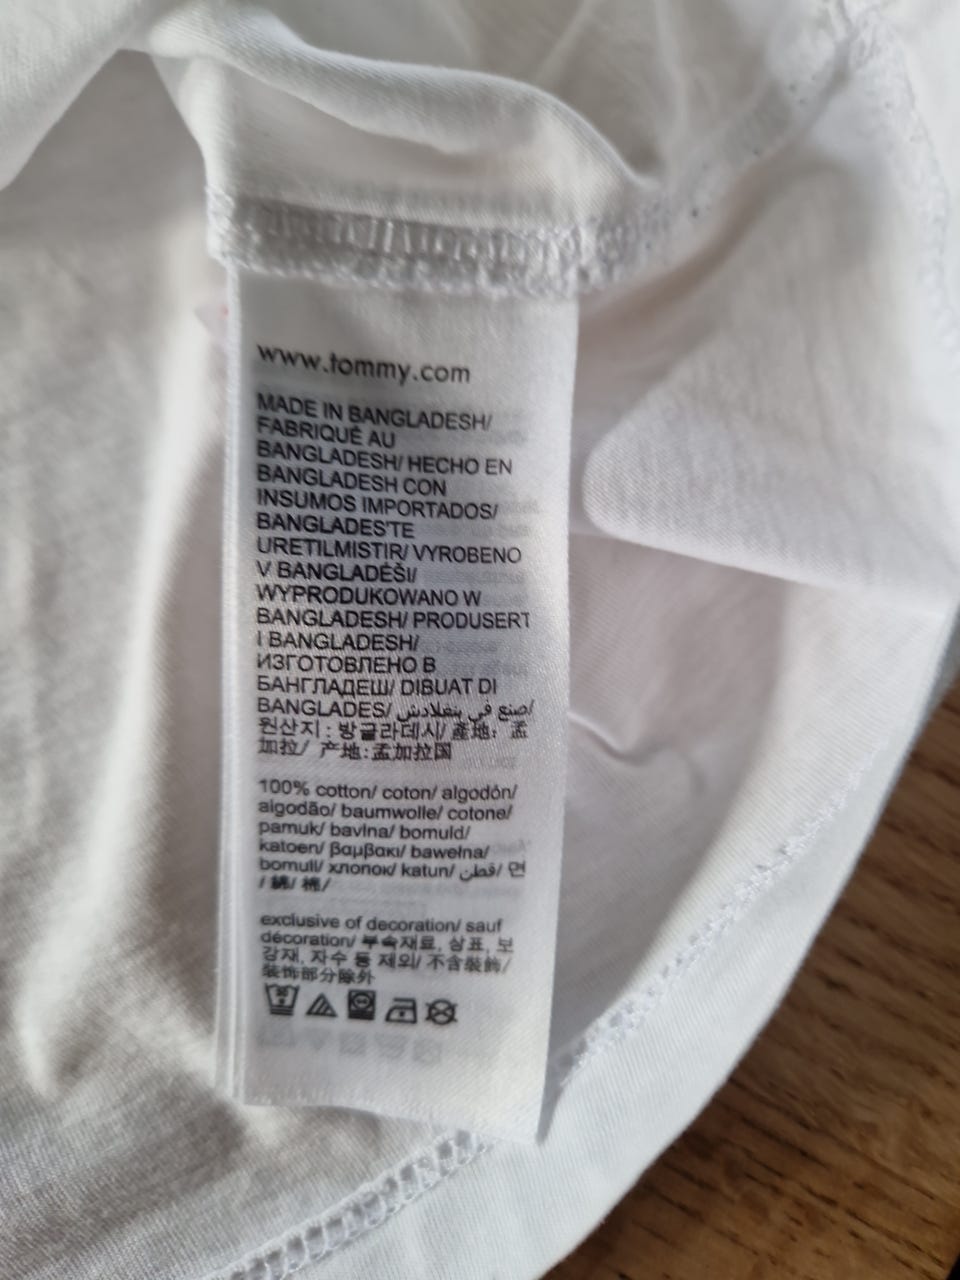 www.tommy.com
MADE IN BANGLADESH/
FABRIQUÉ AU
BANGLADESH/ HECHO EN
BANGLADESH CON
INSUMOS IMPORTADOS/
BANGLADES'TE
URETILMISTIR/ VYROBENO
V BANGLADÉŠI/
WYPRODUKOWANO W
BANGLADESH/ PRODUSERT
I BANGLADESH/
ИЗГОТОВЛЕНО В
БАНГЛАДЕШ/ DIBUAT DI
BANGLADES/ صنع في بنغلادش/
원산지 : 방글라데시/ 產地: 孟
加拉/ 产地:孟加拉国
100% cotton/ coton/ algodón/
algodão/ baumwolle/ cotone/
pamuk/ bavlna/ bomuld/
katoen/ βαμβακι/ bawełna/
bomull/ хлопок/ katun/ قطن/ 면
/ 綿/ 棉/
exclusive of decoration/ sauf
décoration/ 부속재료, 상표, 보
강재, 자수 등 제외/ 不含裝飾/
装饰部分除外